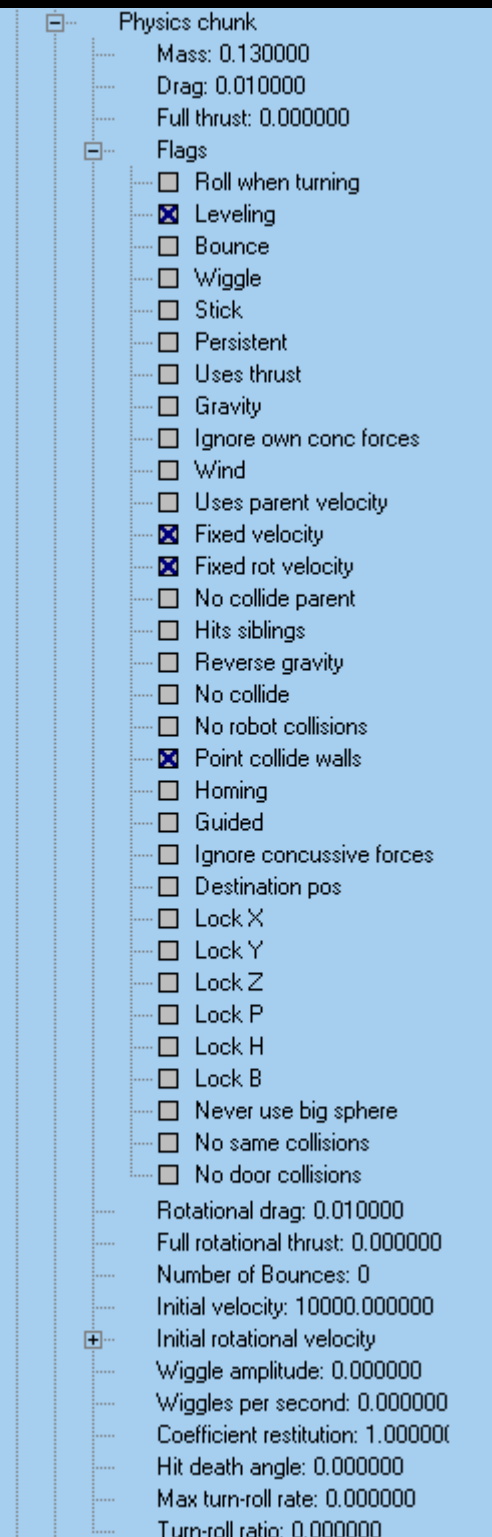 Physics chunk
Mass: 0.130000
Drag: 0.010000
Full thrust: 0.000000
Flags
Roll when turning
Leveling
Bounce
Wiggle
Stick
Persistent
Uses thrust
Gravity
Ignore own conc forces
Wind
Uses parent velocity
Fixed velocity
Fixed rot velocity
No collide parent
Hits siblings
Reverse gravity
No collide
No robot collisions
Point collide walls
Homing
Guided
Ignore concussive forces
Destination pos
Lock X
Lock Y
Lock Z
Lock P
Lock H
Lock B
Never use big sphere
No same collisions
No door collisions
Rotational drag: 0.010000
Full rotational thrust: 0.000000
Number of Bounces: 0
Initial velocity: 10000.000000
Initial rotational velocity
Wiggle amplitude: 0.000000
Wiggles per second: 0.000000
Coefficient restitution: 1.00000(
Hit death angle: 0.000000
Max turn-roll rate: 0.000000
Turn-roll ratio: 0.000000